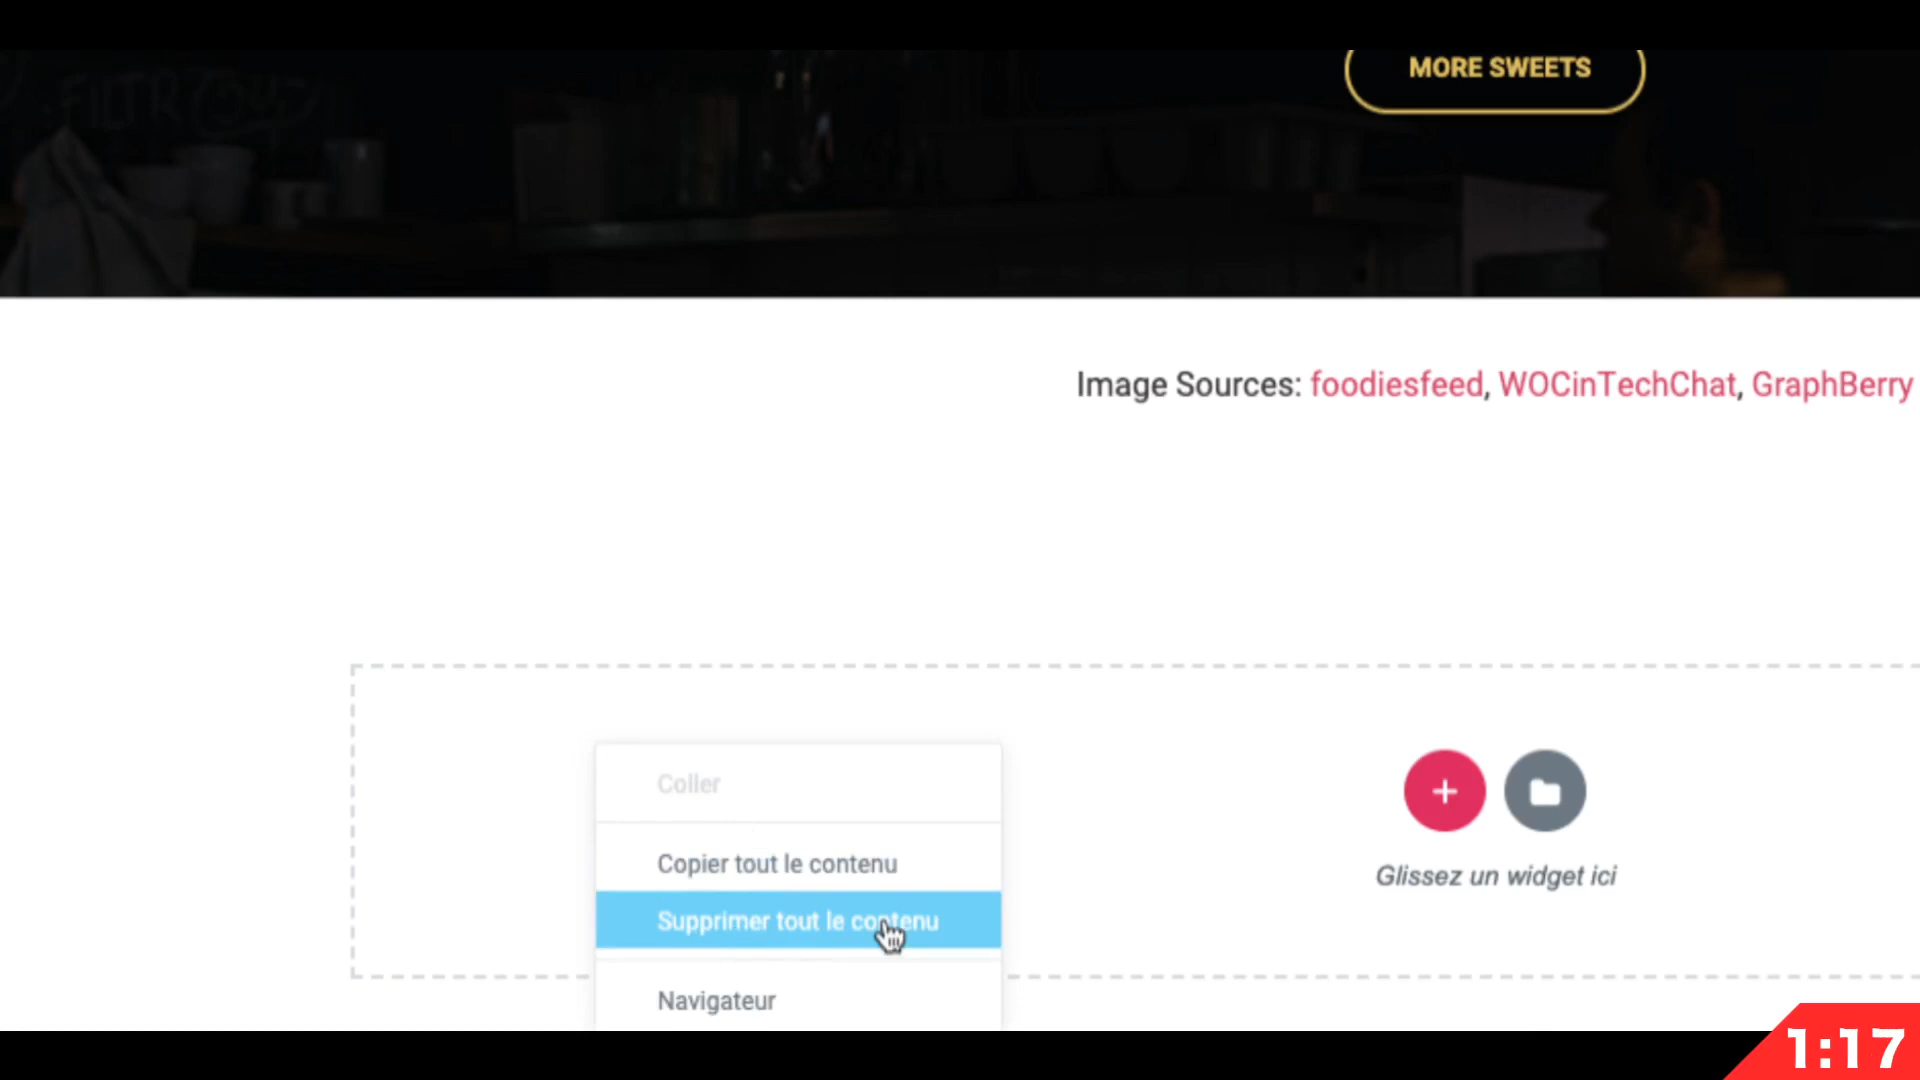 MORE SWEETS
Image Sources: foodiesfeed, WOCinTechChat, GraphBerry
Coller
Copier tout le contenu
Supprimer tout le contenu
Navigateur
Glissez un widget ici
1:17